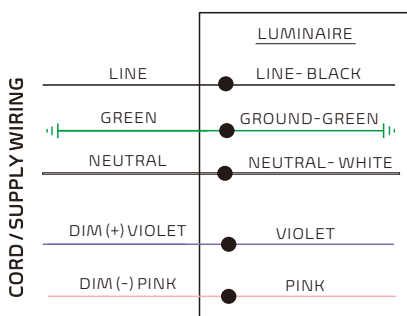 LUMINAIRE
LINE LINE-BLACK
GREEN GROUND-GREEN
NEUTRAL NEUTRAL-WHITE
DIM (+) VIOLET VIOLET
DIM (-) PINK PINK
CORD / SUPPLY WIRING